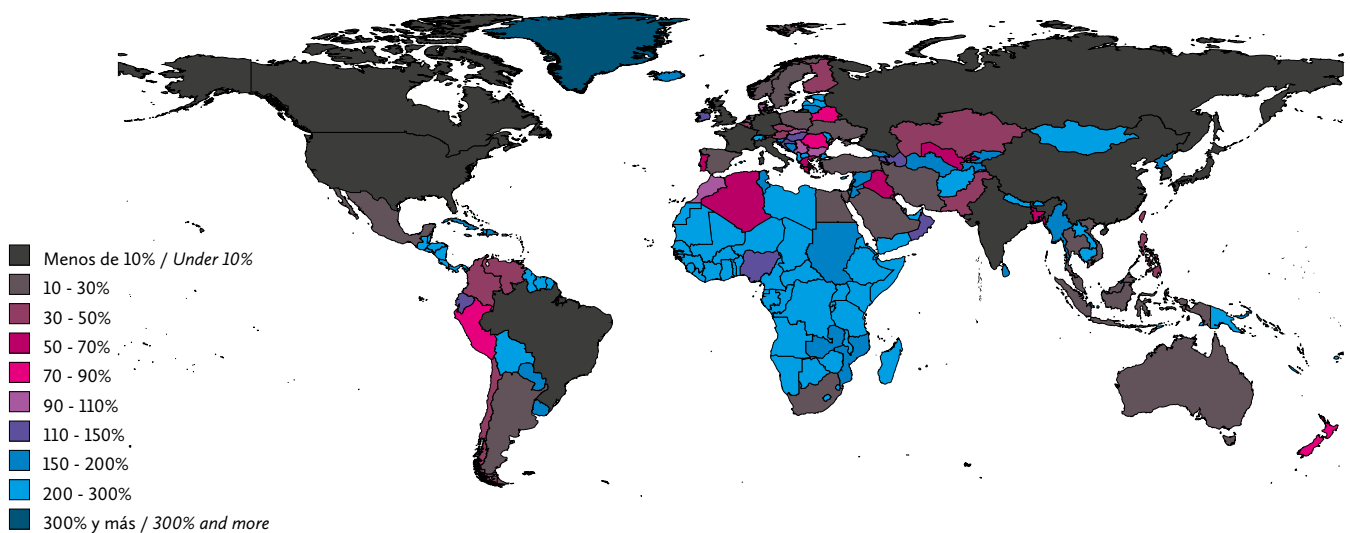 Menos de 10% / Under 10%
10 - 30%
30 - 50%
50 - 70%
70 - 90%
90 - 110%
110 - 150%
150 - 200%
200 - 300%
300% y más / 300% and more